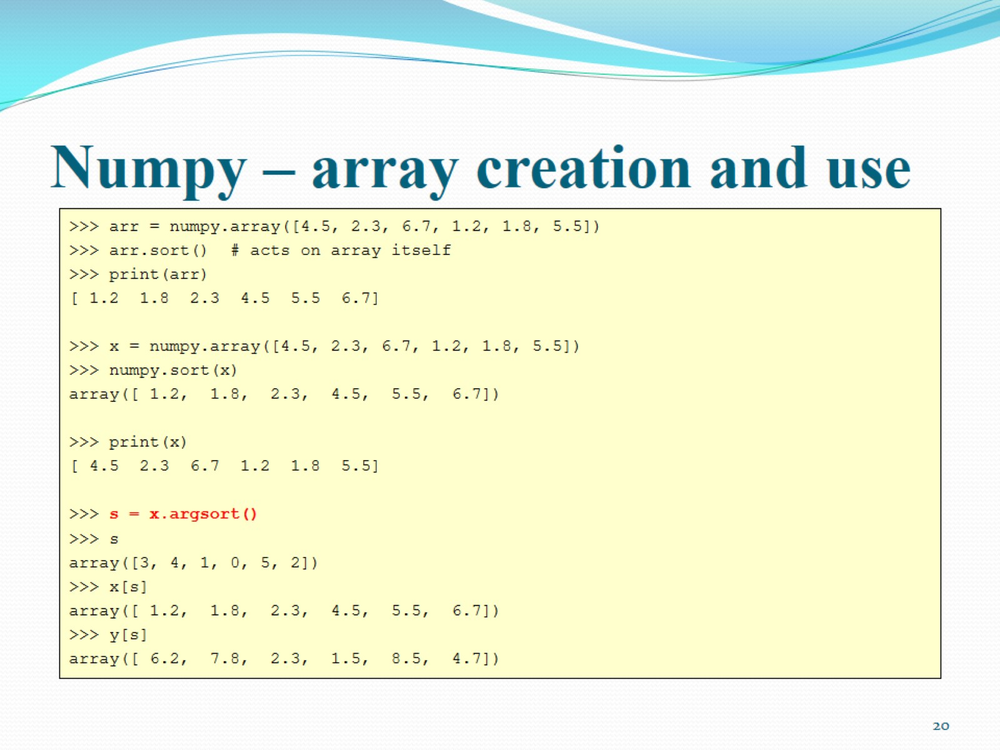 Numpy – array creation and use
>>> arr = numpy.array([4.5, 2.3, 6.7, 1.2, 1.8, 5.5])
>>> arr.sort()  # acts on array itself
>>> print(arr)
[ 1.2  1.8  2.3  4.5  5.5  6.7]
>>> x = numpy.array([4.5, 2.3, 6.7, 1.2, 1.8, 5.5])
>>> numpy.sort(x)
array([ 1.2,  1.8,  2.3,  4.5,  5.5,  6.7])
>>> print(x)
[ 4.5  2.3  6.7  1.2  1.8  5.5]
>>> s = x.argsort()
>>> s
array([3, 4, 1, 0, 5, 2])
>>> x[s]
array([ 1.2,  1.8,  2.3,  4.5,  5.5,  6.7])
>>> y[s]
array([ 6.2,  7.8,  2.3,  1.5,  8.5,  4.7])
20